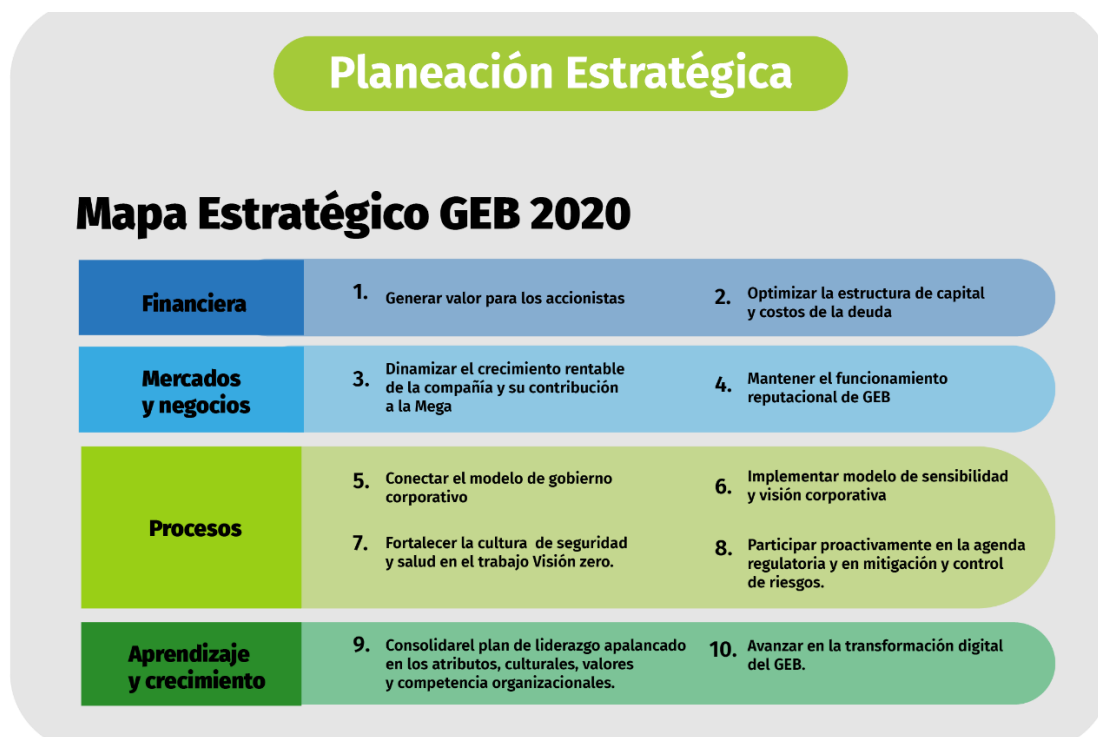 Planeación Estratégica
Mapa Estratégico GEB 2020
Financiera
1. Generar valor para los accionistas
2. Optimizar la estructura de capital
y costos de la deuda
Mercados
y negocios
3. Dinamizar el crecimiento rentable
de la compañía y su contribución
a la Mega
4. Mantener el funcionamiento
reputacional de GEB
Procesos
5. Conectar el modelo de gobierno
corporativo
6. Implementar modelo de sensibilidad
y visión corporativa
7. Fortalecer la cultura de seguridad
y salud en el trabajo Visión zero.
8. Participar proactivamente en la agenda
regulatoria y en mitigación y control
de riesgos.
Aprendizaje
y crecimiento
9. Consolidarel plan de liderazgo apalancado
en los atributos, culturales, valores
y competencia organizacionales.
10. Avanzar en la transformación digital
del GEB.